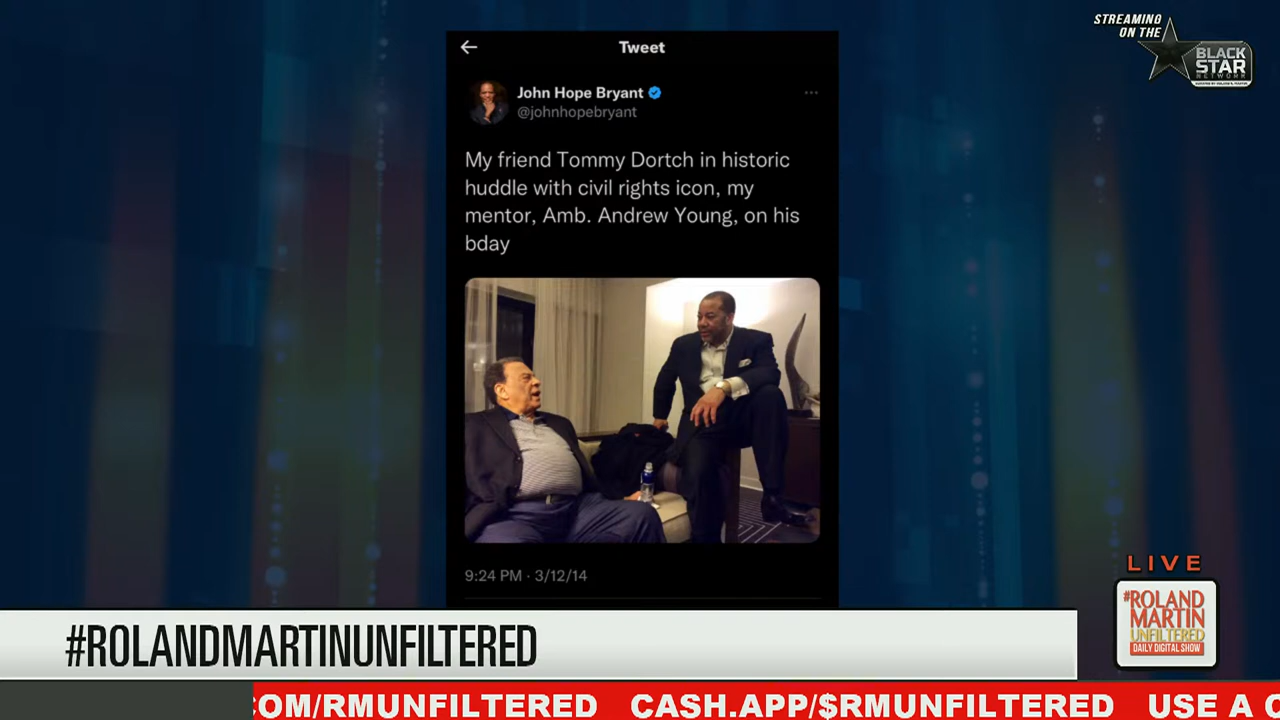 STREAMING
ON THE
BLACK
STAR
NETWORK
Tweet
John Hope Bryant
@johnhopebryant
My friend Tommy Dortch in historic
huddle with civil rights icon, my
mentor, Amb. Andrew Young, on his
bday
9:24 PM · 3/12/14
LIVE
#ROLAND
MARTIN
UNFILTERED
DAILY DIGITAL SHOW
#ROLANDMARTINUNFILTERED
COM/RMUNFILTERED CASH.APP/$RMUNFILTERED USE A